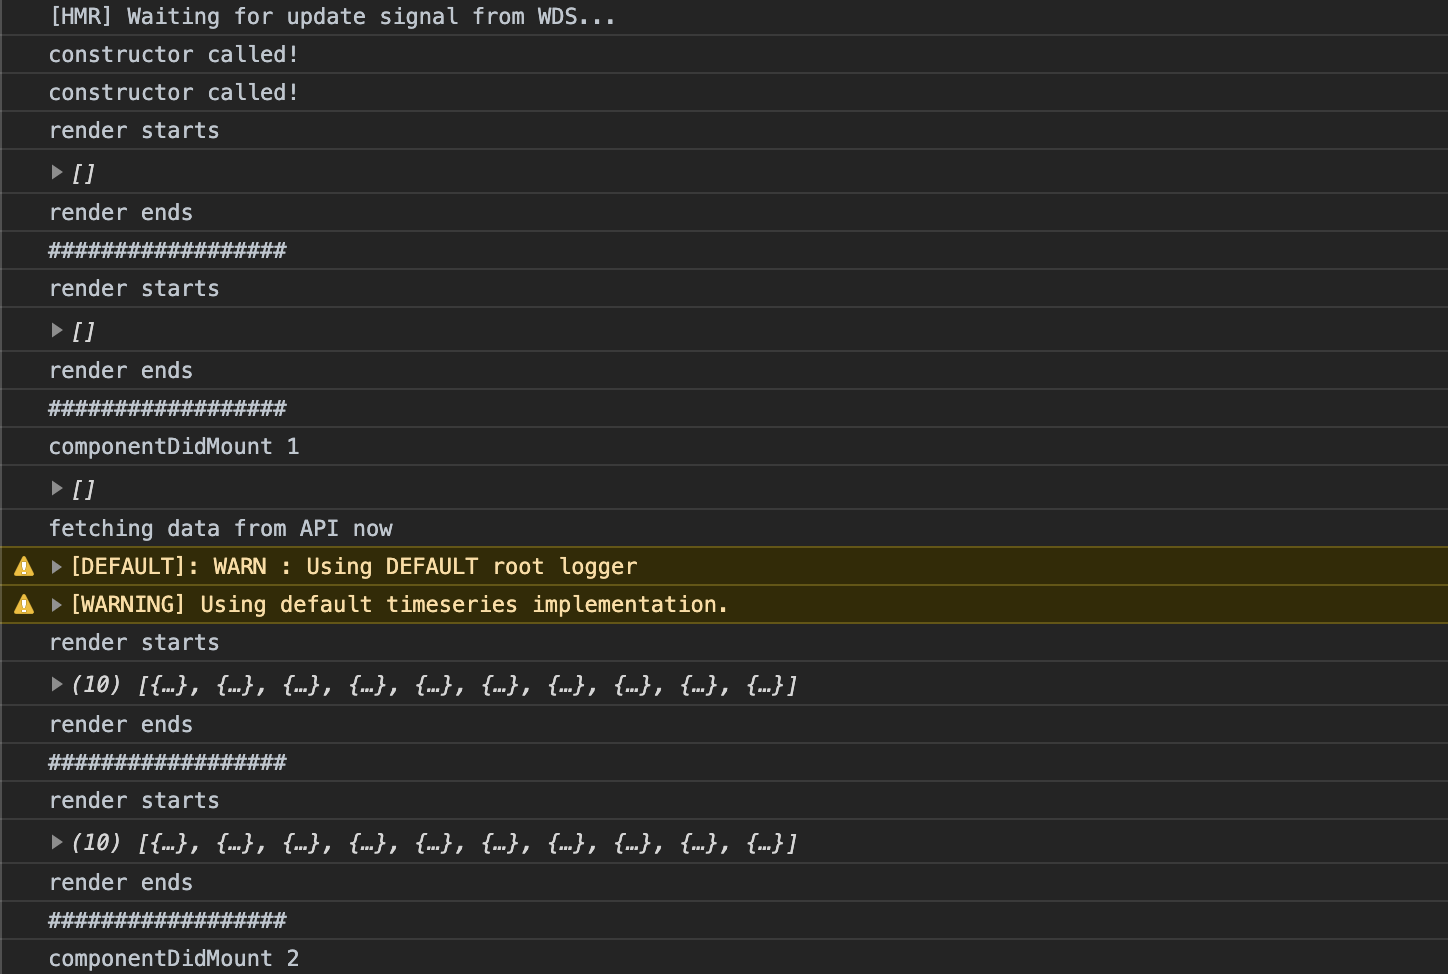 [HMR] Waiting for update signal from WDS...
constructor called!
constructor called!
render starts
[]
render ends
##################
render starts
[]
render ends
##################
componentDidMount 1
[]
fetching data from API now
[DEFAULT]: WARN : Using DEFAULT root logger
[WARNING] Using default timeseries implementation.
render starts
(10) [{…}, {…}, {…}, {…}, {…}, {…}, {…}, {…}, {…}, {…}]
render ends
##################
render starts
(10) [{…}, {…}, {…}, {…}, {…}, {…}, {…}, {…}, {…}, {…}]
render ends
##################
componentDidMount 2